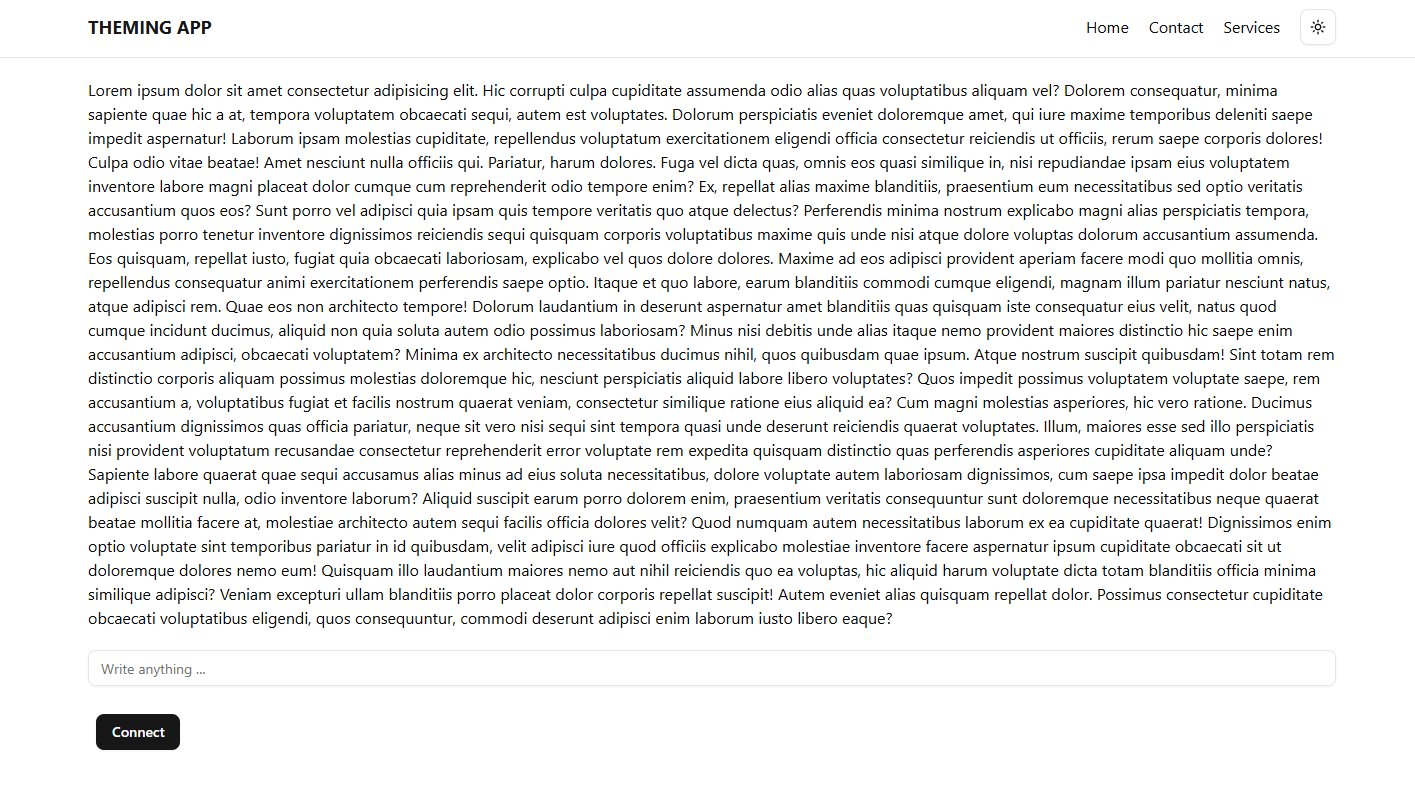 THEMING APP
Home Contact Services
Lorem ipsum dolor sit amet consectetur adipisicing elit. Hic corrupti culpa cupiditate assumenda odio alias quas voluptatibus aliquam vel? Dolorem consequatur, minima
sapiente quae hic a at, tempora voluptatem obcaecati sequi, autem est voluptates. Dolorum perspiciatis eveniet doloremque amet, qui iure maxime temporibus deleniti saepe
impedit aspernatur! Laborum ipsam molestias cupiditate, repellendus voluptatum exercitationem eligendi officia consectetur reiciendis ut officiis, rerum saepe corporis dolores!
Culpa odio vitae beatae! Amet nesciunt nulla officiis qui. Pariatur, harum dolores. Fuga vel dicta quas, omnis eos quasi similique in, nisi repudiandae ipsam eius voluptatem
inventore labore magni placeat dolor cumque cum reprehenderit odio tempore enim? Ex, repellat alias maxime blanditiis, praesentium eum necessitatibus sed optio veritatis
accusantium quos eos? Sunt porro vel adipisci quia ipsam quis tempore veritatis quo atque delectus? Perferendis minima nostrum explicabo magni alias perspiciatis tempora,
molestias porro tenetur inventore dignissimos reiciendis sequi quisquam corporis voluptatibus maxime quis unde nisi atque dolore voluptas dolorum accusantium assumenda.
Eos quisquam, repellat iusto, fugiat quia obcaecati laboriosam, explicabo vel quos dolore dolores. Maxime ad eos adipisci provident aperiam facere modi quo mollitia omnis,
repellendus consequatur animi exercitationem perferendis saepe optio. Itaque et quo labore, earum blanditiis commodi cumque eligendi, magnam illum pariatur nesciunt natus,
atque adipisci rem. Quae eos non architecto tempore! Dolorum laudantium in deserunt aspernatur amet blanditiis quas quisquam iste consequatur eius velit, natus quod
cumque incidunt ducimus, aliquid non quia soluta autem odio possimus laboriosam? Minus nisi debitis unde alias itaque nemo provident maiores distinctio hic saepe enim
accusantium adipisci, obcaecati voluptatem? Minima ex architecto necessitatibus ducimus nihil, quos quibusdam quae ipsum. Atque nostrum suscipit quibusdam! Sint totam rem
distinctio corporis aliquam possimus molestias doloremque hic, nesciunt perspiciatis aliquid labore libero voluptates? Quos impedit possimus voluptatem voluptate saepe, rem
accusantium a, voluptatibus fugiat et facilis nostrum quaerat veniam, consectetur similique ratione eius aliquid ea? Cum magni molestias asperiores, hic vero ratione. Ducimus
accusantium dignissimos quas officia pariatur, neque sit vero nisi sequi sint tempora quasi unde deserunt reiciendis quaerat voluptates. Illum, maiores esse sed illo perspiciatis
nisi provident voluptatum recusandae consectetur reprehenderit error voluptate rem expedita quisquam distinctio quas perferendis asperiores cupiditate aliquam unde?
Sapiente labore quaerat quae sequi accusamus alias minus ad eius soluta necessitatibus, dolore voluptate autem laboriosam dignissimos, cum saepe ipsa impedit dolor beatae
adipisci suscipit nulla, odio inventore laborum? Aliquid suscipit earum porro dolorem enim, praesentium veritatis consequuntur sunt doloremque necessitatibus neque quaerat
beatae mollitia facere at, molestiae architecto autem sequi facilis officia dolores velit? Quod numquam autem necessitatibus laborum ex ea cupiditate quaerat! Dignissimos enim
optio voluptate sint temporibus pariatur in id quibusdam, velit adipisci iure quod officiis explicabo molestiae inventore facere aspernatur ipsum cupiditate obcaecati sit ut
doloremque dolores nemo eum! Quisquam illo laudantium maiores nemo aut nihil reiciendis quo ea voluptas, hic aliquid harum voluptate dicta totam blanditiis officia minima
similique adipisci? Veniam excepturi ullam blanditiis porro placeat dolor corporis repellat suscipit! Autem eveniet alias quisquam repellat dolor. Possimus consectetur cupiditate
obcaecati voluptatibus eligendi, quos consequuntur, commodi deserunt adipisci enim laborum iusto libero eaque?
Write anything ...
Connect